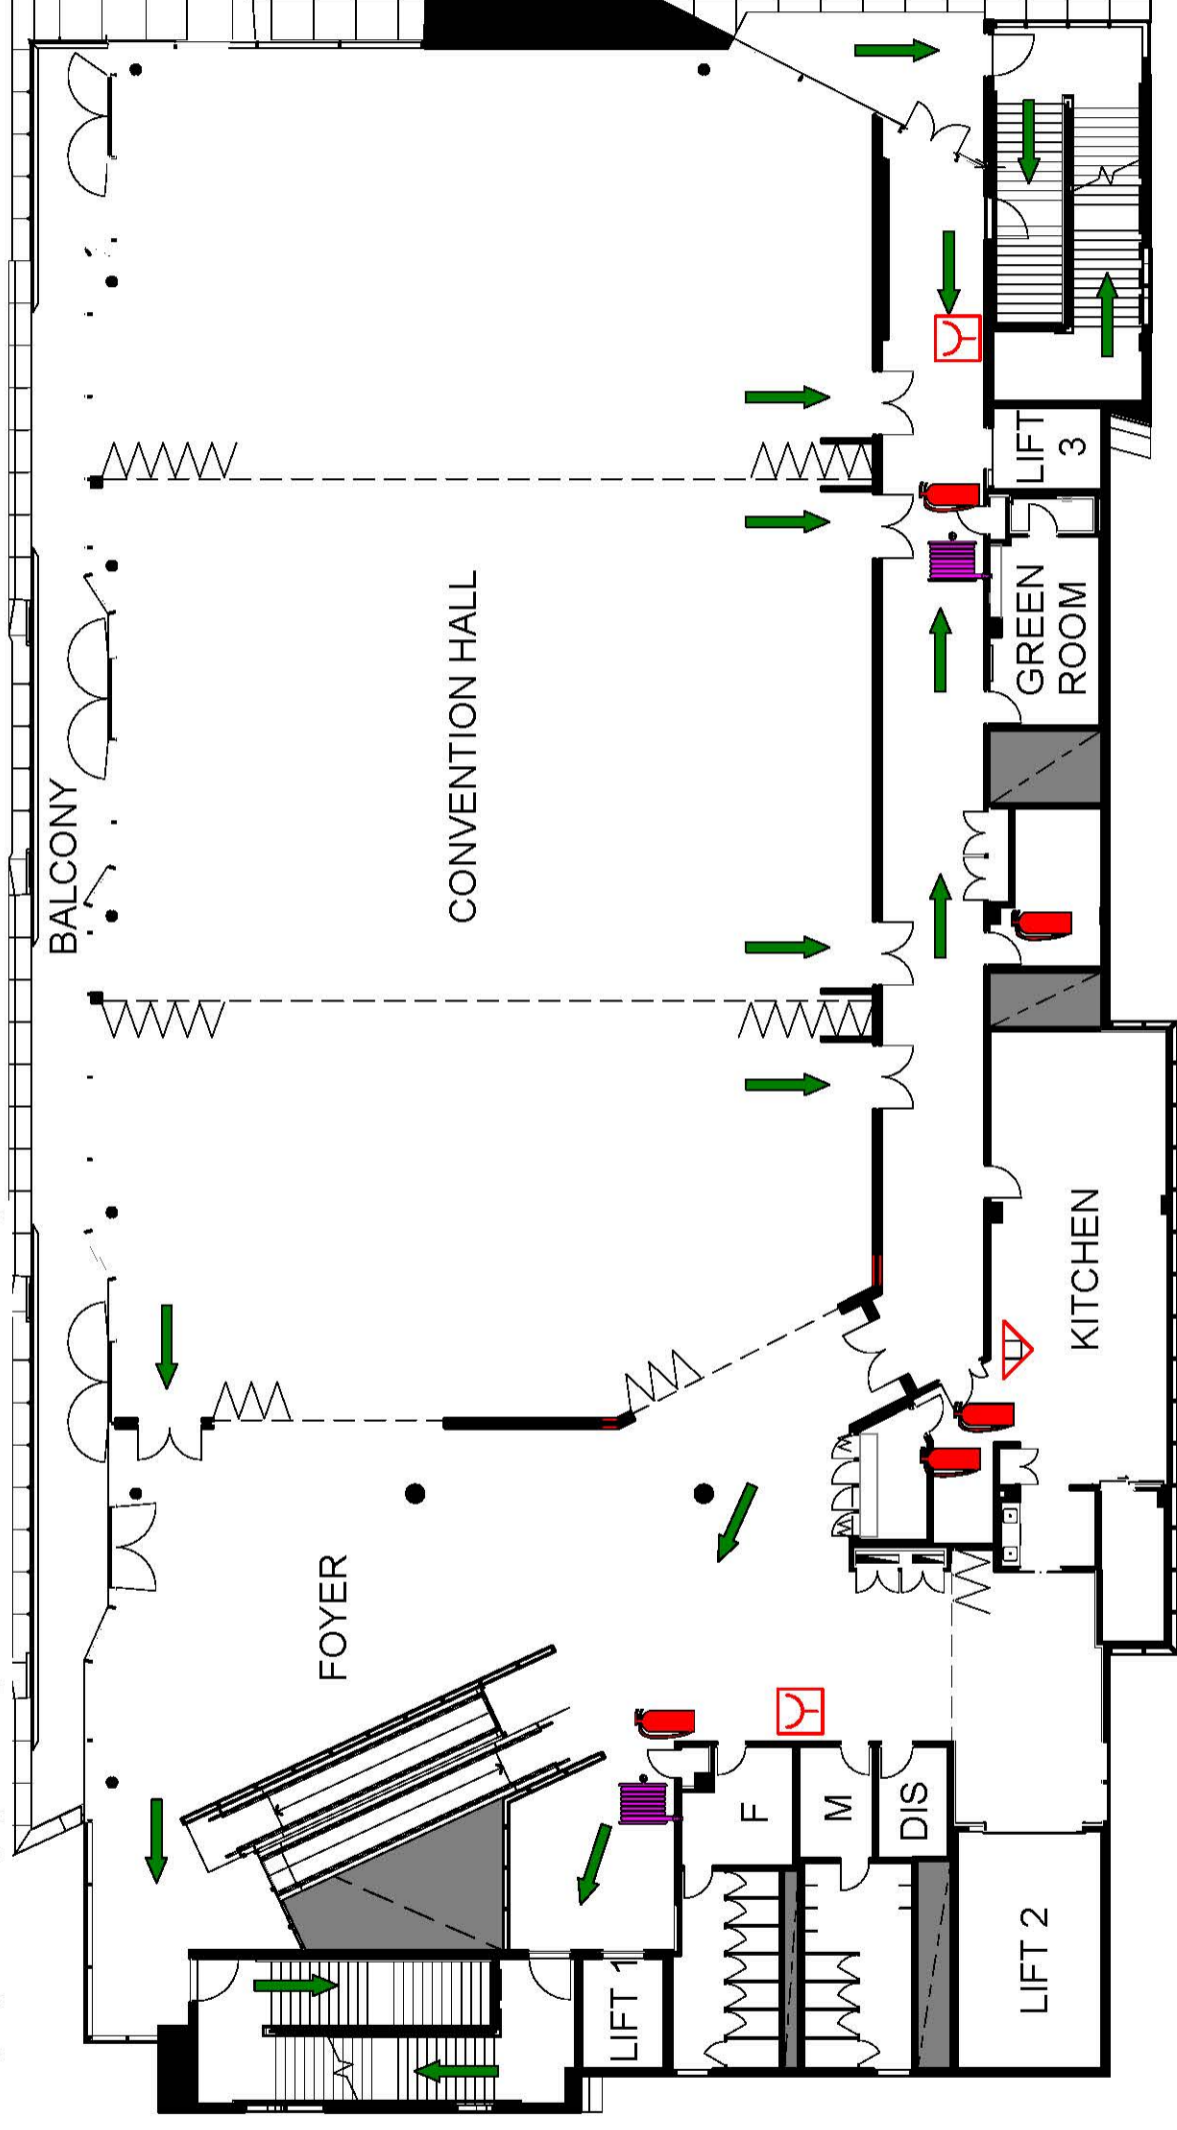 BALCONY
CONVENTION HALL
FOYER
LIFT
3
GREEN
ROOM
KITCHEN
F
M
DIS
LIFT 1
LIFT 2